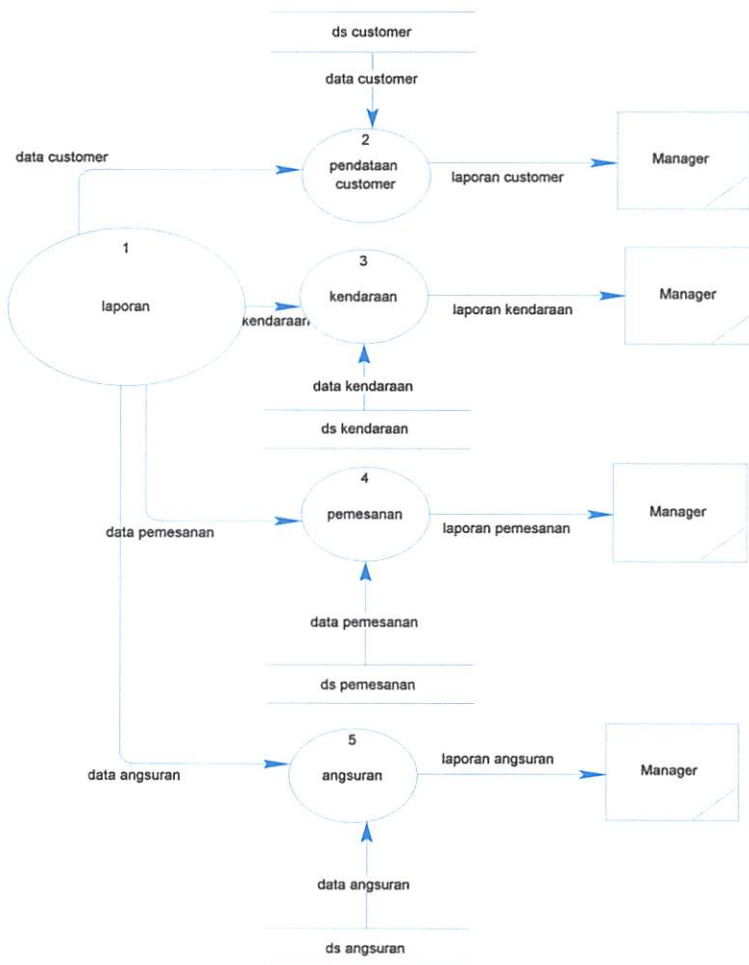 ds customer
data customer
2
pendataan
customer
data customer
laporan customer
Manager
1
laporan
3
kendaraan
kendaraan
laporan kendaraan
Manager
data kendaraan
ds kendaraan
4
pemesanan
data pemesanan
laporan pemesanan
Manager
data pemesanan
ds pemesanan
5
angsuran
data angsuran
laporan angsuran
Manager
data angsuran
ds angsuran